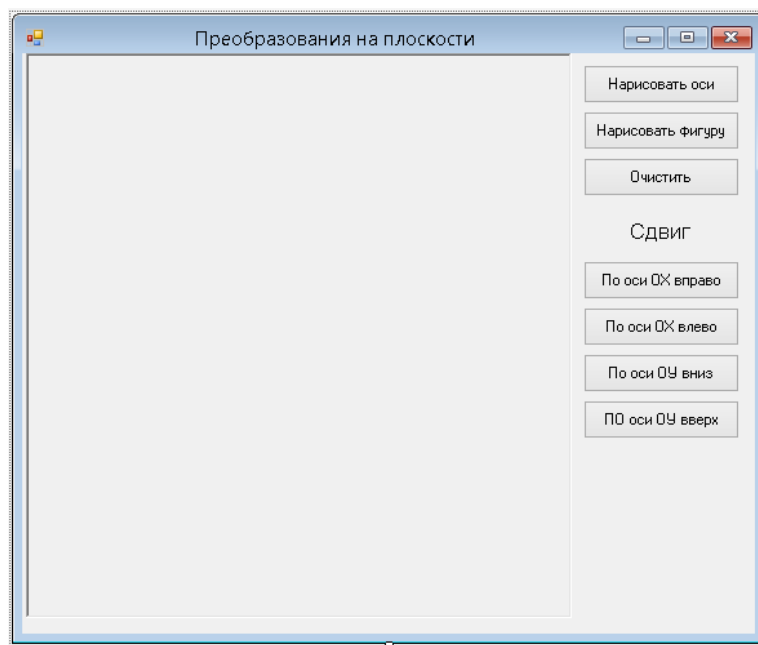 Преобразования на плоскости
Нарисовать оси
Нарисовать фигуру
Очистить
Сдвиг
По оси ОХ вправо
По оси ОХ влево
По оси ОУ вниз
ПО оси ОУ вверх